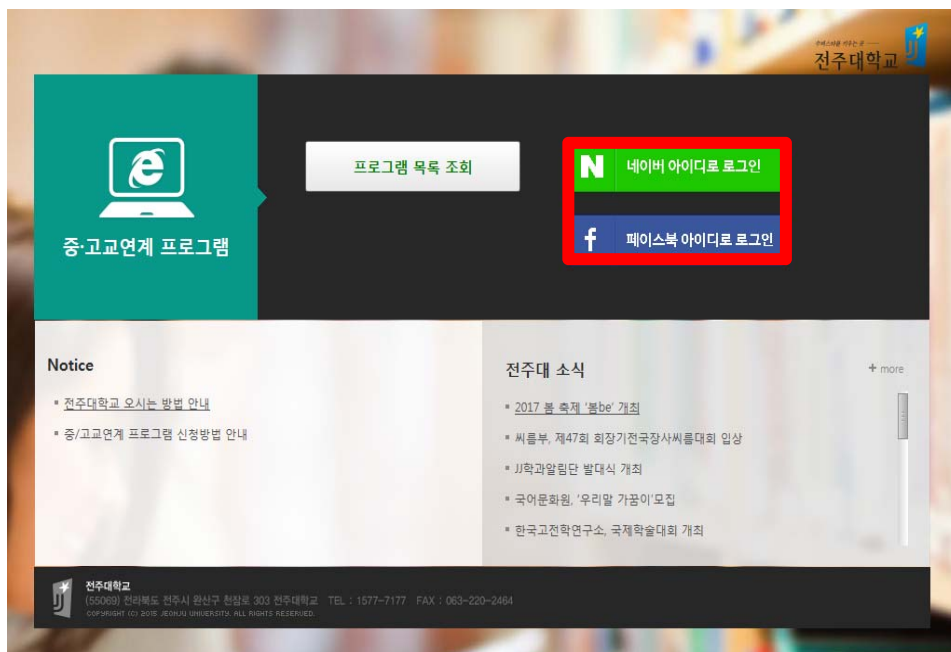 전주대학교
프로그램 목록 조회
네이버 아이디로 로그인
페이스북 아이디로 로그인
중·고교연계 프로그램
Notice
전주대학교 오시는 방법 안내
중/고교연계 프로그램 신청방법 안내
전주대 소식
+ more
2017 봄 축제 '봄be' 개최
씨름부, 제47회 회장기전국장사씨름대회 입상
JJ학과알림단 발대식 개최
국어문화원, '우리말 가꿈이'모집
한국고전학연구소, 국제학술대회 개최
전주대학교
(55069) 전라북도 전주시 완산구 천잠로 303 전주대학교 TEL : 1577-7177 FAX : 063-220-2464
COPYRIGHT (C) 2015 JEONJU UNIVERSITY. ALL RIGHTS RESERVED.